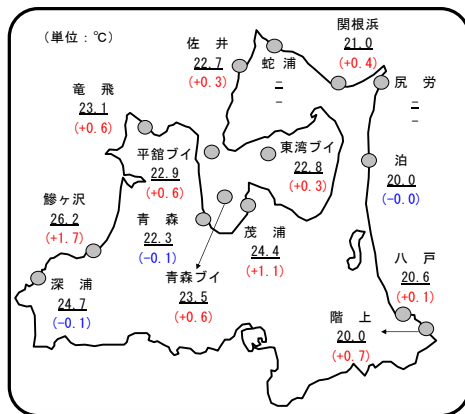 (単位:℃)
佐 井
22.7
(+0.3)
蛇 浦
－
－
関根浜
21.0
(+0.4)
尻 労
－
－
竜 飛
23.1
(+0.6)
平舘ブイ
22.9
(+0.6)
東湾ブイ
22.8
(+0.3)
泊
20.0
(-0.0)
鰺ヶ沢
26.2
(+1.7)
青 森
22.3
(-0.1)
茂 浦
24.4
(+1.1)
青森ブイ
23.5
(+0.6)
深 浦
24.7
(-0.1)
八 戸
20.6
(+0.1)
階 上
20.0
(+0.7)